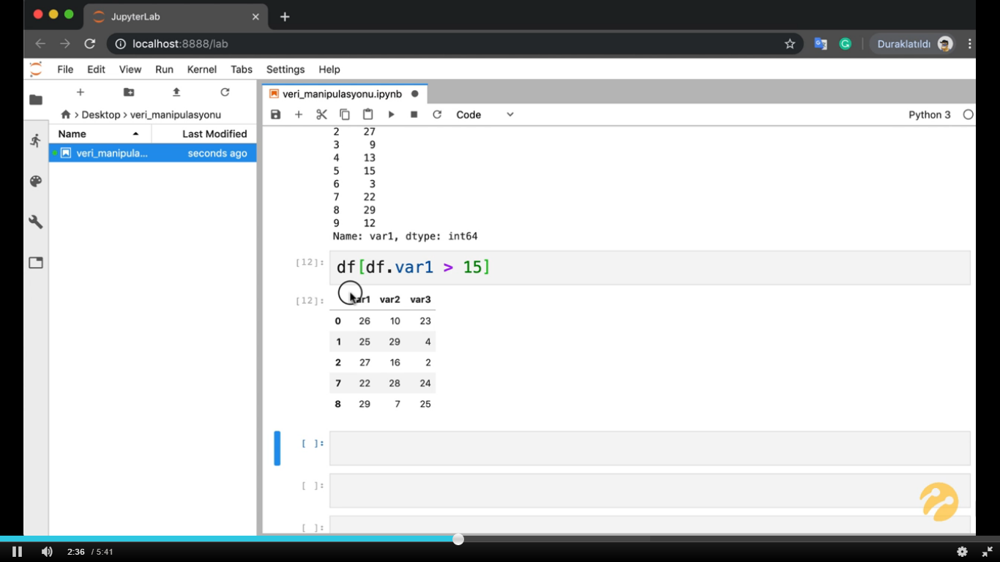 JupyterLab
localhost:8888/lab
Duraklatıldı
File Edit View Run Kernel Tabs Settings Help
veri_manipulasyonu.ipynb
Desktop > veri_manipulasyonu
Code
Python 3
Name Last Modified
veri_manipula... seconds ago
2 27
3 9
4 13
5 15
6 3
7 22
8 29
9 12
Name: var1, dtype: int64
[12]: df[df.var1 > 15]
[12]: var1 var2 var3
0 26 10 23
1 25 29 4
2 27 16 2
7 22 28 24
8 29 7 25
[ ]:
[ ]:
[ ]:
2:36 / 5:41